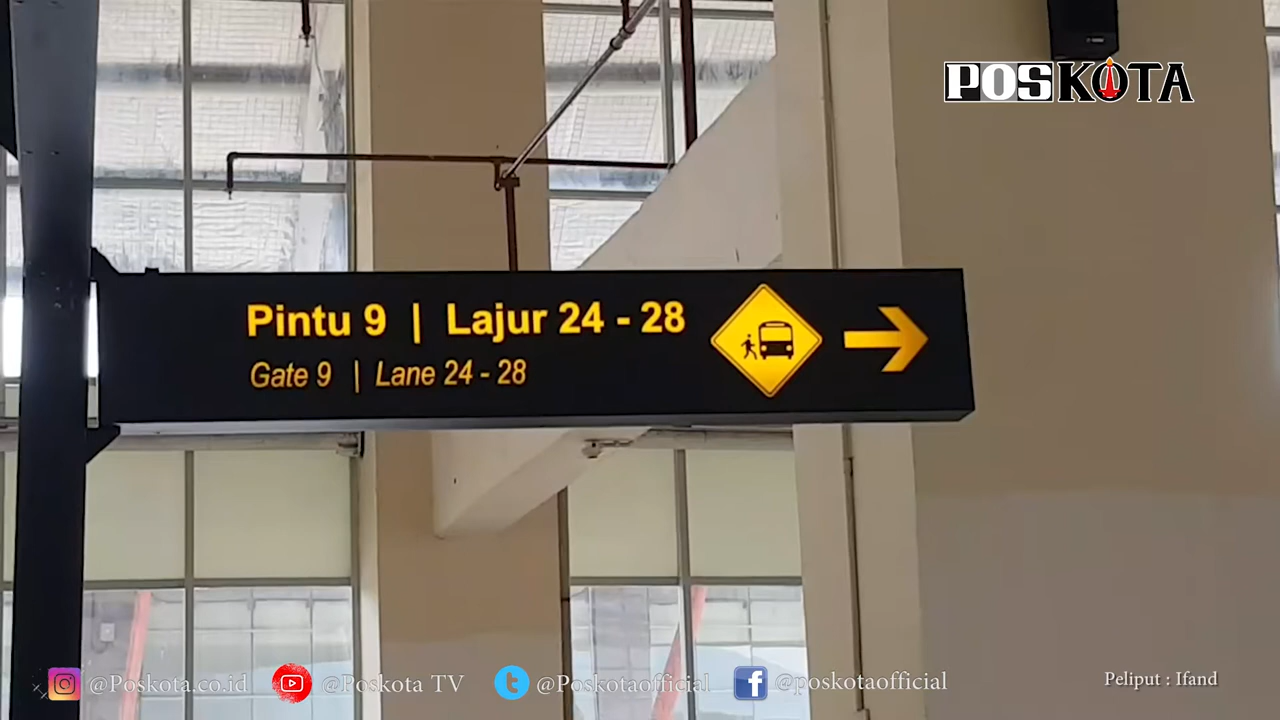 POSKOTA
Pintu 9 | Lajur 24 - 28
Gate 9 | Lane 24 - 28
@Poskota.co.id
@Poskota TV
@Poskotaofficial
@poskotaofficial
Peliput : Ifand